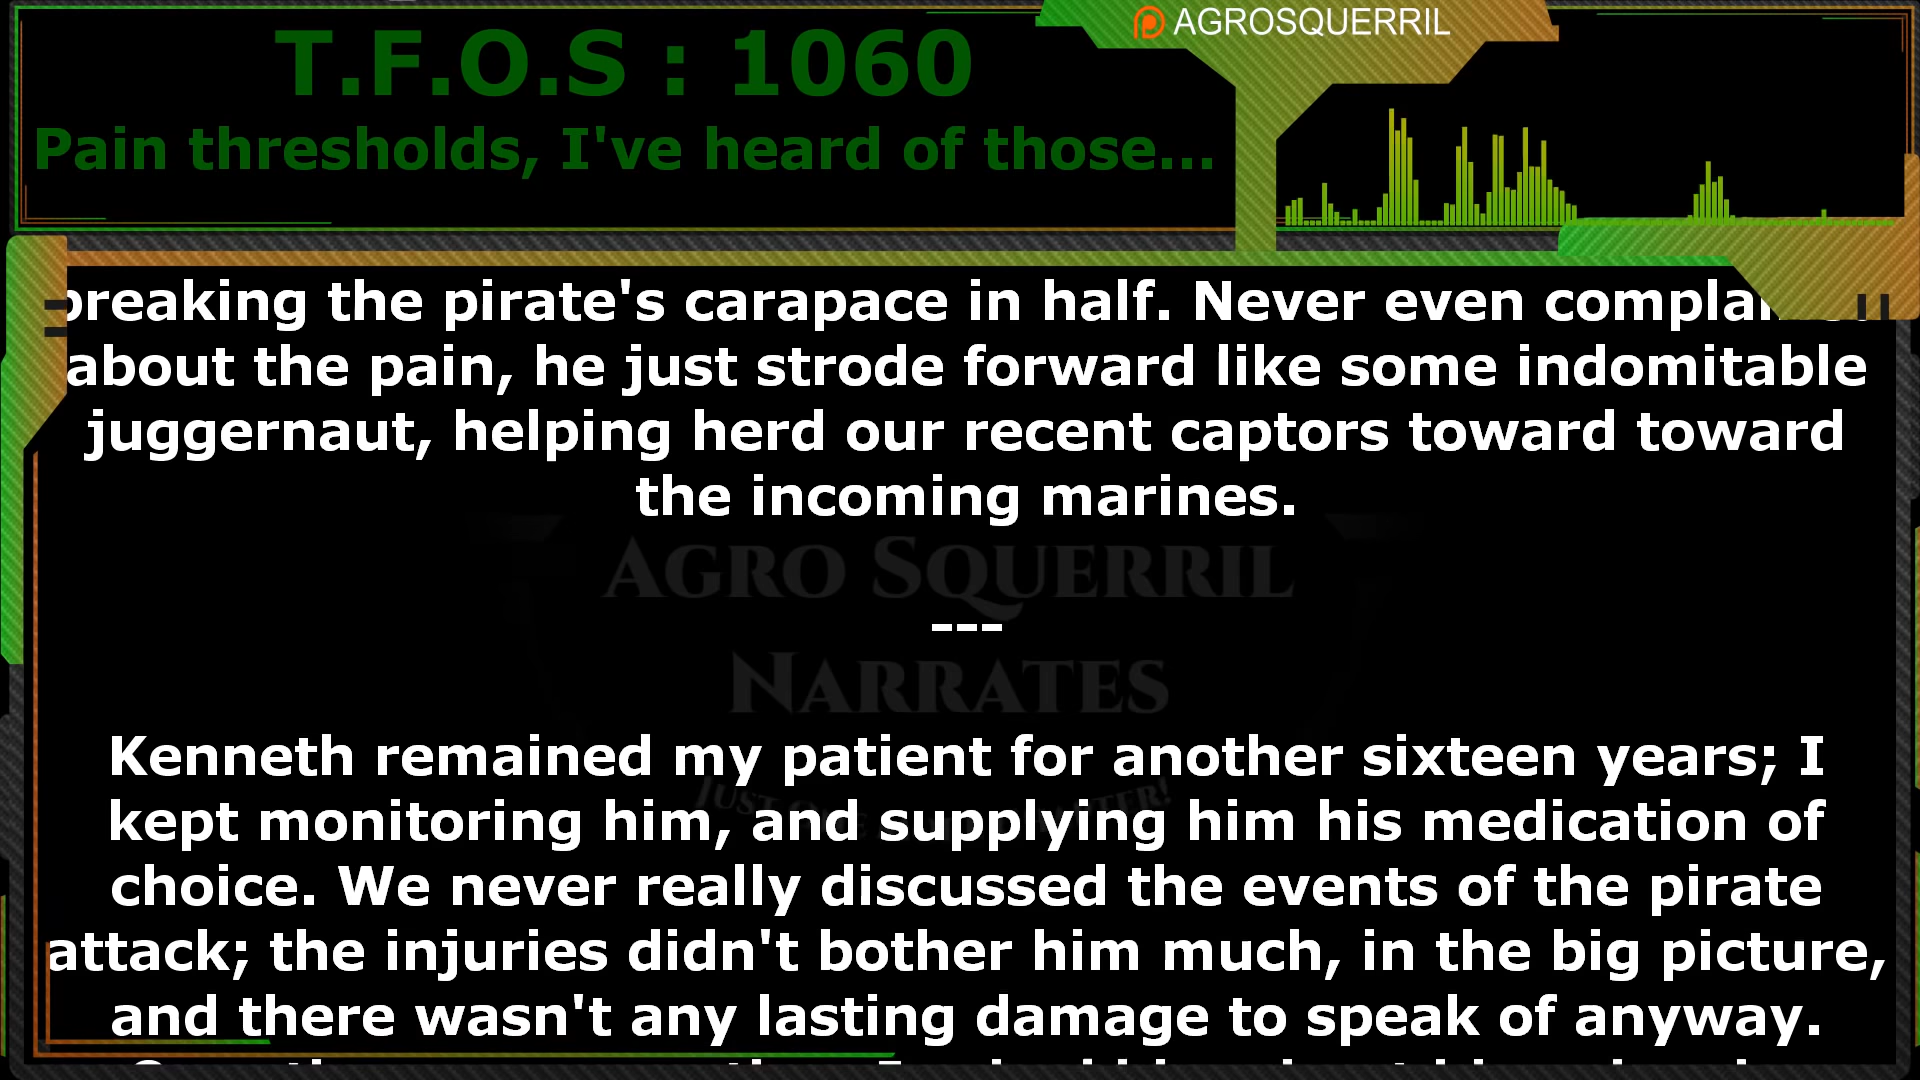 AGROSQUERRIL
T.F.O.S : 1060
Pain thresholds, I've heard of those...
breaking the pirate's carapace in half. Never even
about the pain, he just strode forward like some indomitable
juggernaut, helping herd our recent captors toward toward
the incoming marines.
AGRO SQUERRIL
---
NARRATES
Kenneth remained my patient for another sixteen years; I
kept monitoring him, and supplying him his medication of
choice. We never really discussed the events of the pirate
attack; the injuries didn't bother him much, in the big picture,
and there wasn't any lasting damage to speak of anyway.